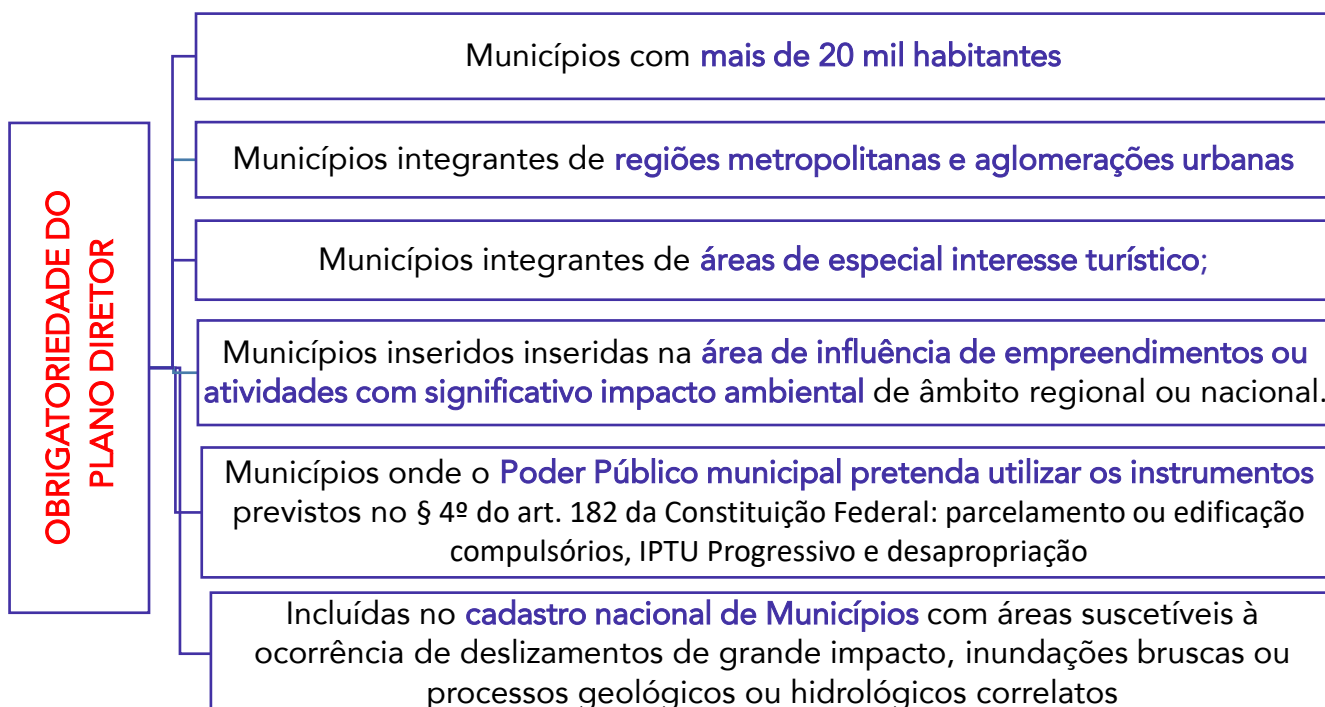 OBRIGATORIEDADE DO
PLANO DIRETOR
Municípios com mais de 20 mil habitantes
Municípios integrantes de regiões metropolitanas e aglomerações urbanas
Municípios integrantes de áreas de especial interesse turístico;
Municípios inseridos inseridas na área de influência de empreendimentos ou
atividades com significativo impacto ambiental de âmbito regional ou nacional.
Municípios onde o Poder Público municipal pretenda utilizar os instrumentos
previstos no § 4º do art. 182 da Constituição Federal: parcelamento ou edificação
compulsórios, IPTU Progressivo e desapropriação
Incluídas no cadastro nacional de Municípios com áreas suscetíveis à
ocorrência de deslizamentos de grande impacto, inundações bruscas ou
processos geológicos ou hidrológicos correlatos